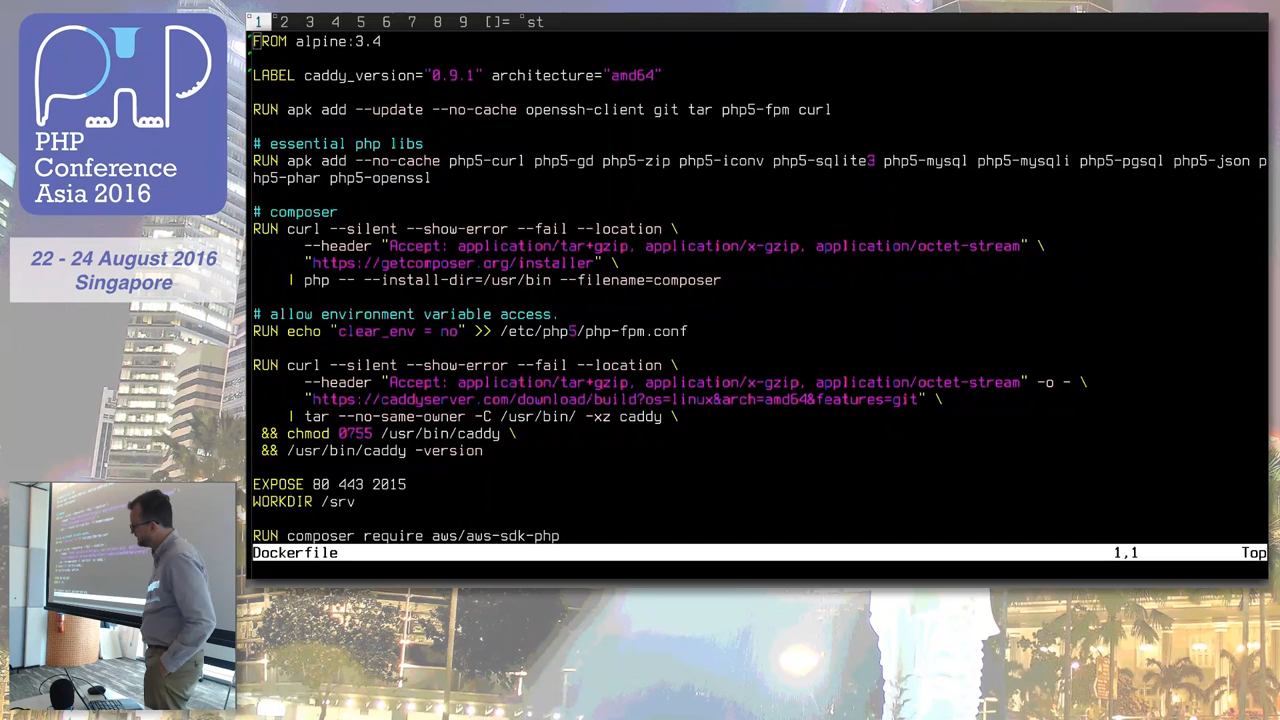 PHP
Conference
Asia 2016
22 - 24 August 2016
Singapore
1 2 3 4 5 6 7 8 9 []= st
FROM alpine:3.4
LABEL caddy_version="0.9.1" architecture="amd64"
RUN apk add --update --no-cache openssh-client git tar php5-fpm curl
# essential php libs
RUN apk add --no-cache php5-curl php5-gd php5-zip php5-iconv php5-sqlite3 php5-mysql php5-mysqli php5-pgsql php5-json p
hp5-phar php5-openssl
# composer
RUN curl --silent --show-error --fail --location \
--header "Accept: application/tar+gzip, application/x-gzip, application/octet-stream" \
"https://getcomposer.org/installer" \
| php -- --install-dir=/usr/bin --filename=composer
# allow environment variable access.
RUN echo "clear_env = no" >> /etc/php5/php-fpm.conf
RUN curl --silent --show-error --fail --location \
--header "Accept: application/tar+gzip, application/x-gzip, application/octet-stream" -o - \
"https://caddyserver.com/download/build?os=linux&arch=amd64&features=git" \
| tar --no-same-owner -C /usr/bin/ -xz caddy \
&& chmod 0755 /usr/bin/caddy \
&& /usr/bin/caddy -version
EXPOSE 80 443 2015
WORKDIR /srv
RUN composer require aws/aws-sdk-php
Dockerfile 1,1 Top